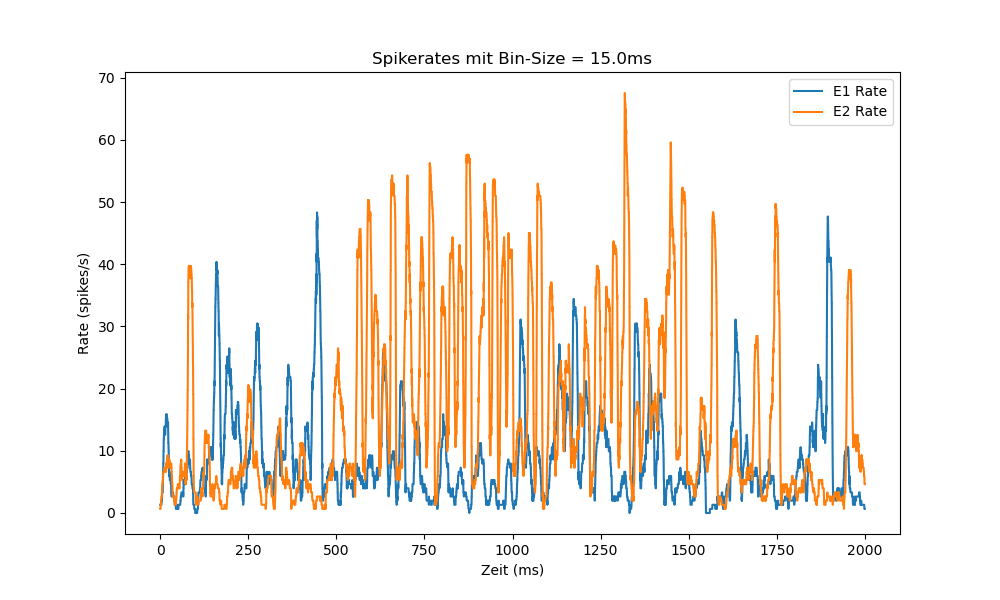 Spikerates mit Bin-Size = 15.0ms
E1 Rate
E2 Rate
Rate (spikes/s)
70
60
50
40
30
20
10
0
0 250 500 750 1000 1250 1500 1750 2000
Zeit (ms)